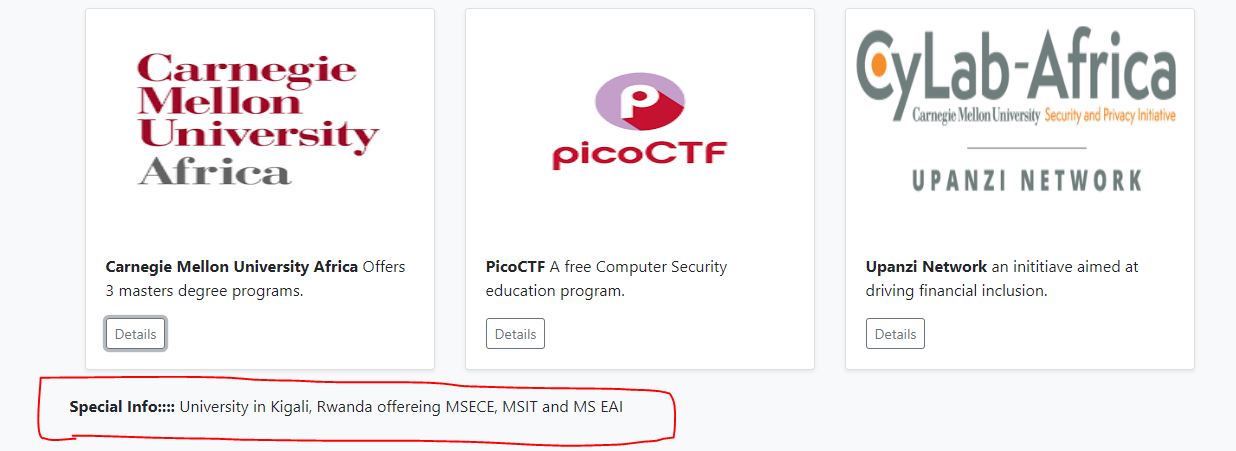 Carnegie
Mellon
University
Africa
Carnegie Mellon University Africa Offers
3 masters degree programs.
Details
P
picoCTF
PicoCTF A free Computer Security
education program.
Details
CyLab-Africa
Carnegie Mellon University Security and Privacy Initiative
UPANZI NETWORK
Upanzi Network an inititiave aimed at
driving financial inclusion.
Details
Special Info:::: University in Kigali, Rwanda offereing MSECE, MSIT and MS EAI